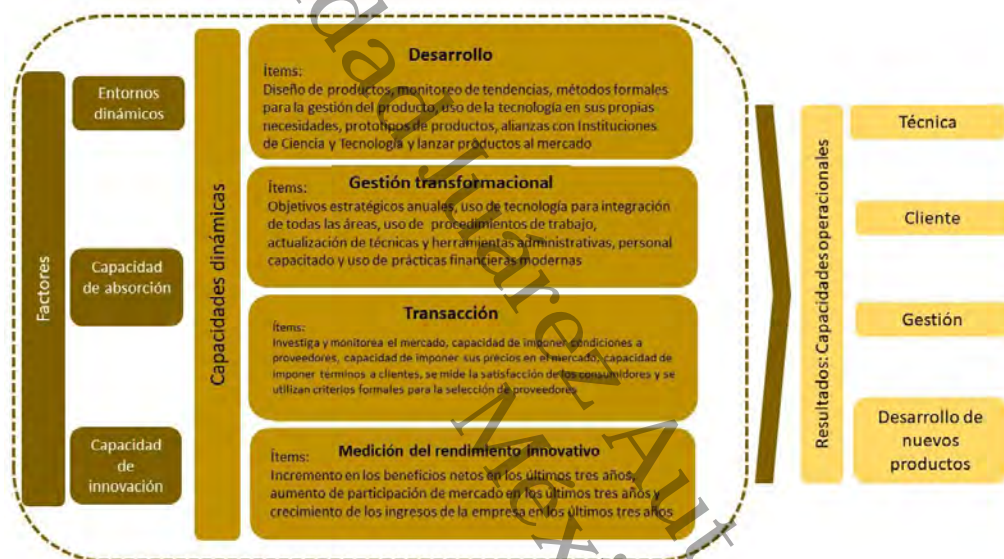 Factores
Entornos
dinámicos
Capacidad
de absorción
Capacidad
de
innovación
Capacidades dinámicas
Desarrollo
Ítems:
Diseño de productos, monitoreo de tendencias, métodos formales
para la gestión del producto, uso de la tecnología en sus propias
necesidades, prototipos de productos, alianzas con Instituciones
de Ciencia y Tecnología y lanzar productos al mercado
Gestión transformacional
Ítems:
Objetivos estratégicos anuales, uso de tecnología para integración
de todas las áreas, uso de procedimientos de trabajo,
actualización de técnicas y herramientas administrativas, personal
capacitado y uso de prácticas financieras modernas
Transacción
Ítems:
Investiga y monitorea el mercado, capacidad de imponer condiciones a
proveedores, capacidad de imponer sus precios en el mercado, capacidad de
imponer términos a clientes, se mide la satisfacción de los consumidores y se
utilizan criterios formales para la selección de proveedores
Medición del rendimiento innovativo
Ítems:
Incremento en los beneficios netos en los últimos tres años,
aumento de participación de mercado en los últimos tres años y
crecimiento de los ingresos de la empresa en los últimos tres años
Resultados: Capacidades operacionales
Técnica
Cliente
Gestión
Desarrollo de
nuevos
productos
Juárez Aut